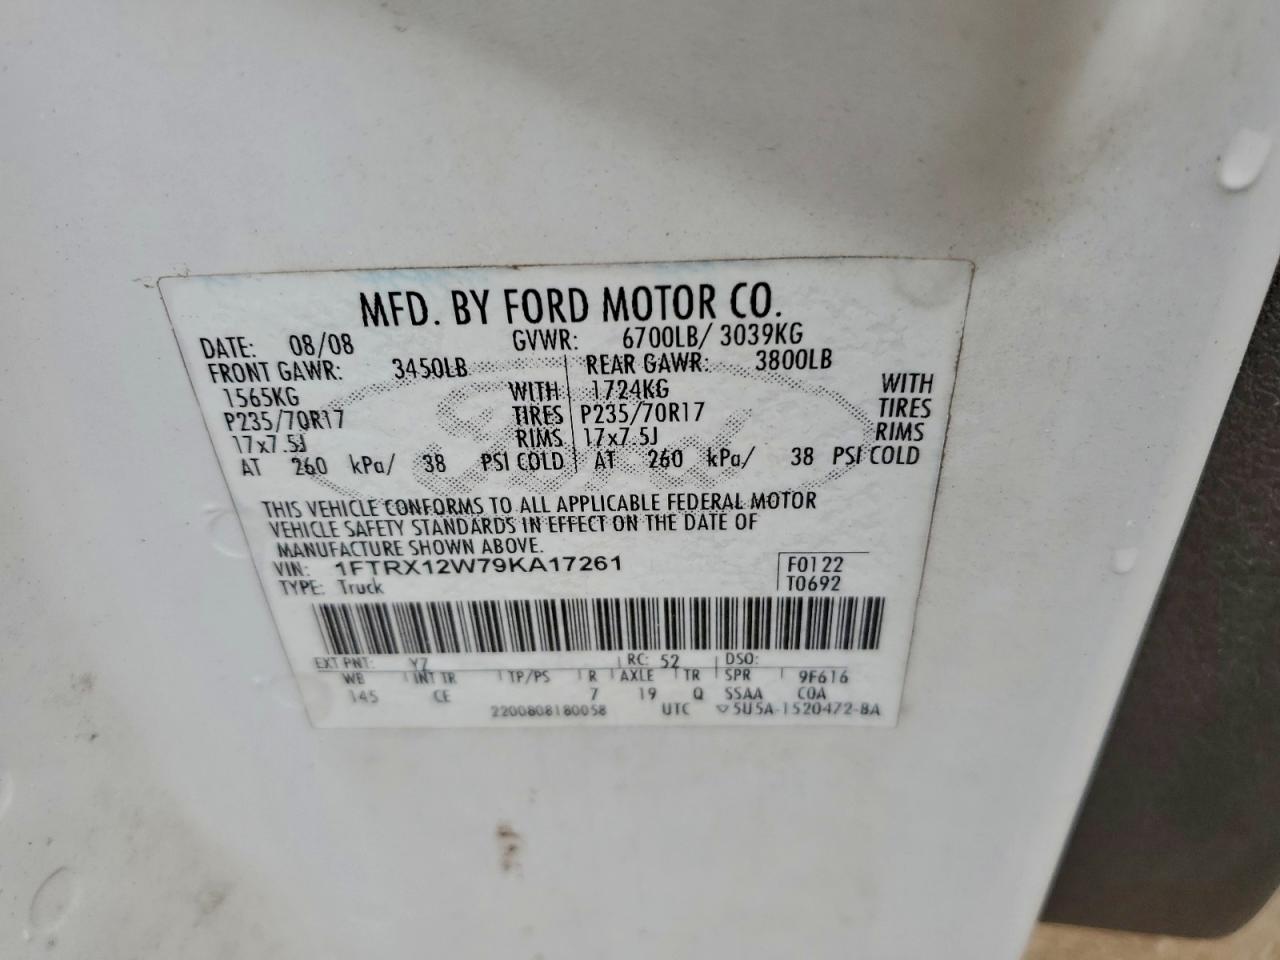 MFD. BY FORD MOTOR CO.
DATE: 08/08 GVWR: 6700LB/ 3039KG
FRONT GAWR: 3450LB REAR GAWR: 3800LB
1565KG WITH 1724KG WITH
P235/70R17 TIRES P235/70R17 TIRES
17x7.5J RIMS 17x7.5J RIMS
AT 260 kPa/ 38 PSI COLD AT 260 kPa/ 38 PSI COLD
THIS VEHICLE CONFORMS TO ALL APPLICABLE FEDERAL MOTOR
VEHICLE SAFETY STANDARDS IN EFFECT ON THE DATE OF
MANUFACTURE SHOWN ABOVE.
VIN: 1FTRX12W79KA17261 F0122
TYPE: Truck T0692
EXT PNT: YZ RC: 52 DSO:
WB INT TR TP/PS R AXLE TR SPR 9F616
145 CE 7 19 Q SSAA COA
2200808180058 UTC ▽5U5A-1520472-BA